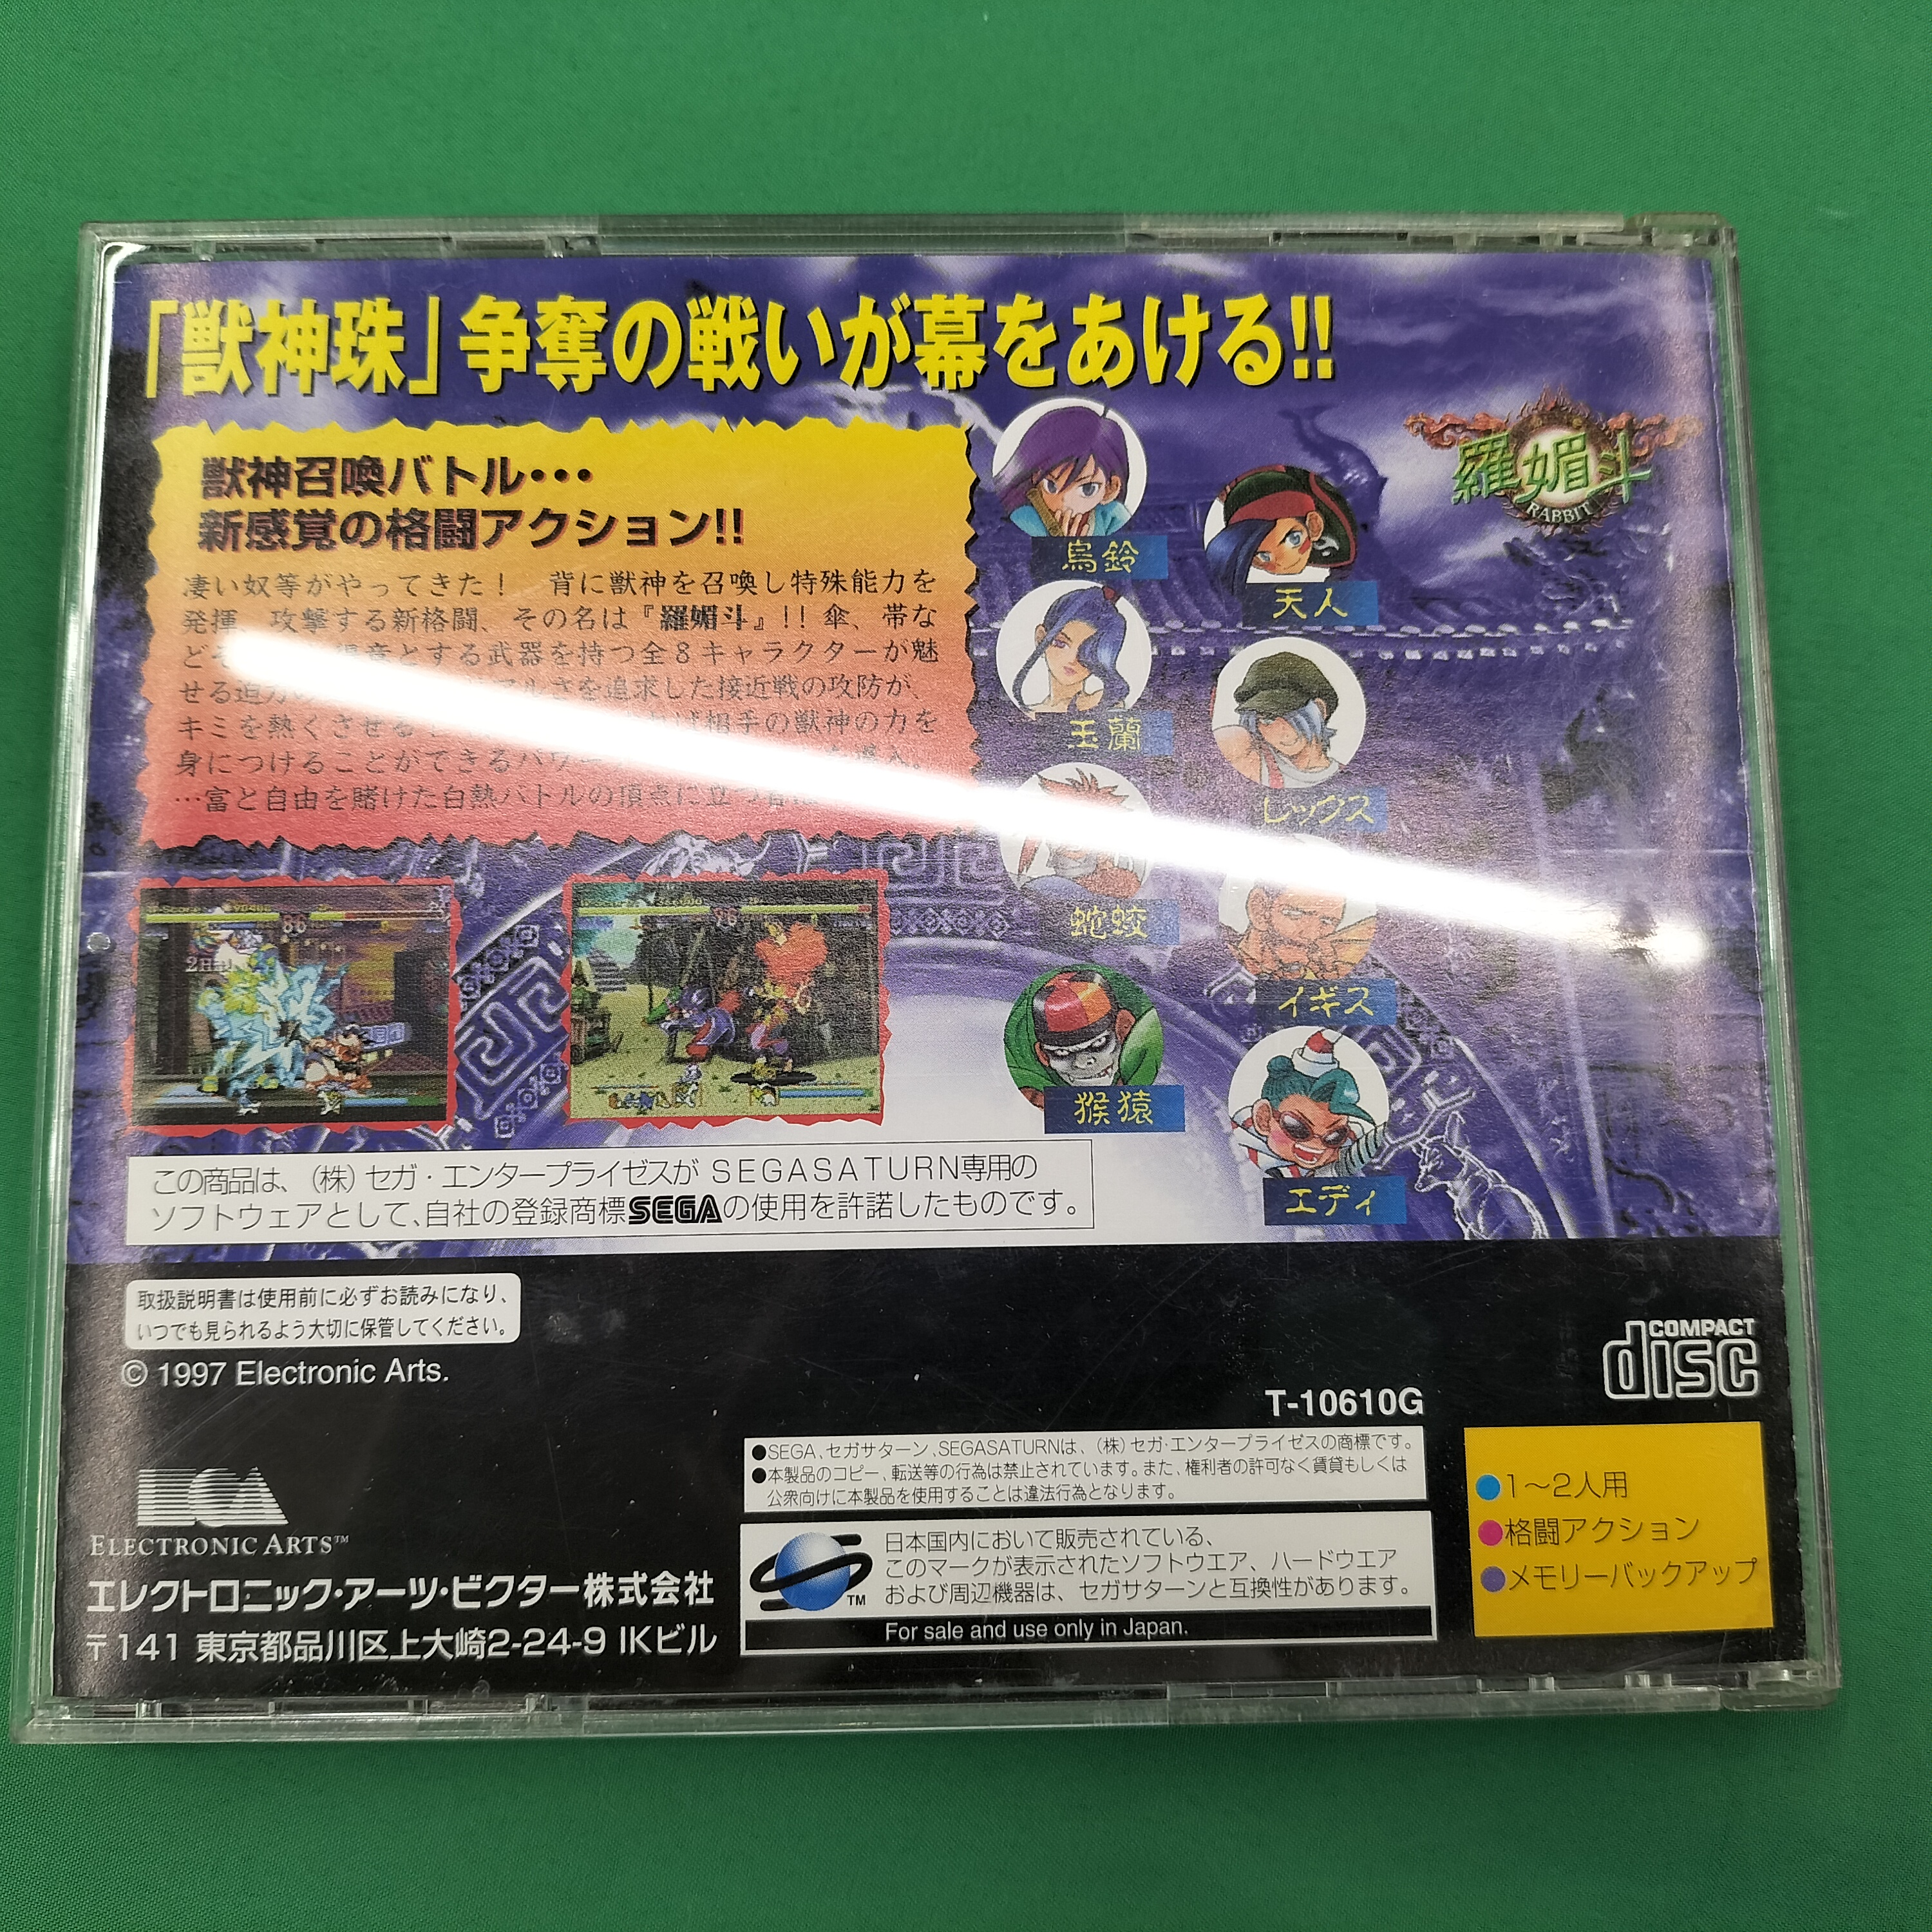 「獣神珠」争奪の戦いが幕をあける!!
羅媚斗
RABBIT
獣神召喚バトル・・・
新感覚の格闘アクション!!
凄い奴等がやってきた！ 背に獣神を召喚し特殊能力を
発揮、攻撃する新格闘、その名は『羅媚斗』!! 傘、帯な
どそ とする武器を持つ全8キャラクターが魅
せる迫力 さを追求した接近戦の攻防が、
キミを熱くさせる 相手の獣神の力を
身につけることができるパワー
…富と自由を賭けた白熱バトルの頂点に立つ
烏鈴
天人
玉蘭
レックス
蛇蛟
イギス
猴猿
エディ
この商品は、(株)セガ・エンタープライゼスがSEGASATURN専用の
ソフトウェアとして、自社の登録商標SEGAの使用を許諾したものです。
取扱説明書は使用前に必ずお読みになり、
いつでも見られるよう大切に保管してください。
© 1997 Electronic Arts.
COMPACT
disc
T-10610G
●SEGA、セガサターン、SEGASATURNは、(株)セガ・エンタープライゼスの商標です。
●本製品のコピー、転送等の行為は禁止されています。また、権利者の許可なく賃貸もしくは
公衆向けに本製品を使用することは違法行為となります。
EA
ELECTRONIC ARTS™
エレクトロニック・アーツ・ビクター株式会社
〒141 東京都品川区上大崎2-24-9 IKビル
日本国内において販売されている、
このマークが表示されたソフトウエア、ハードウエア
および周辺機器は、セガサターンと互換性があります。
TM
For sale and use only in Japan.
●1～2人用
●格闘アクション
●メモリーバックアップ